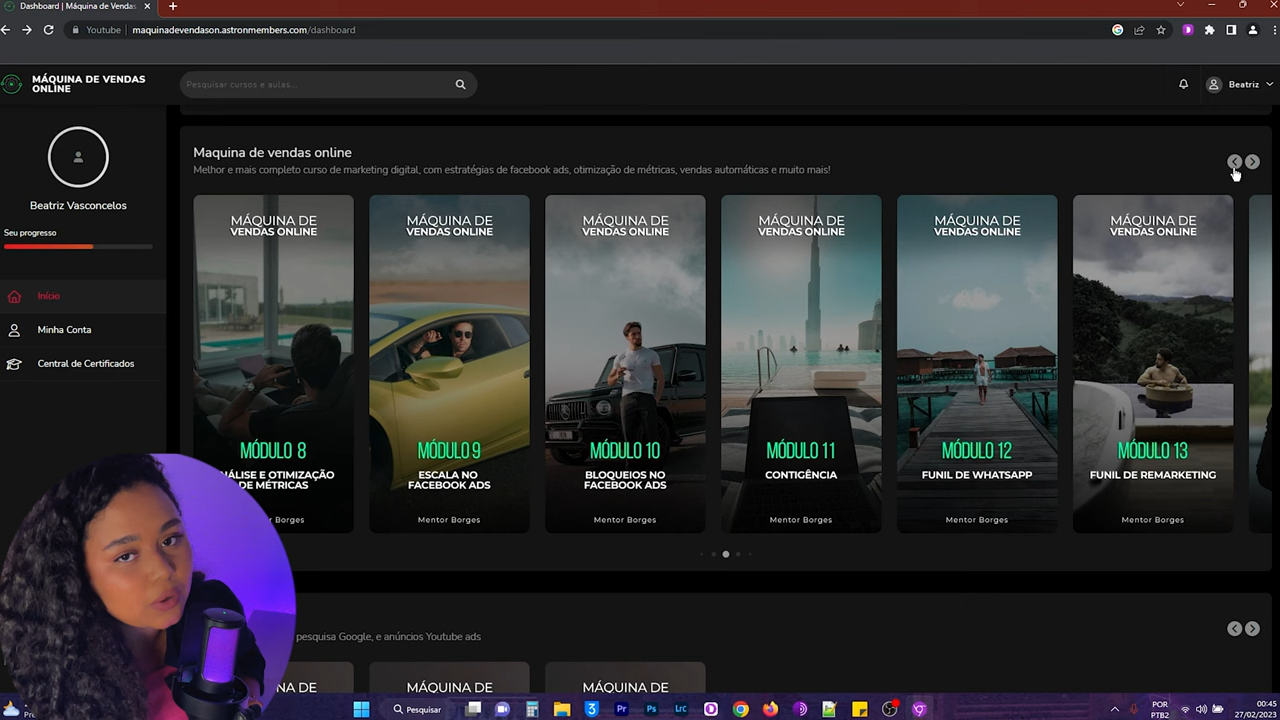 Dashboard | Máquina de Vendas
Youtube maquinadevendason.astronmembers.com/dashboard
MÁQUINA DE VENDAS
ONLINE
Pesquisar cursos e aulas...
Beatriz
Beatriz Vasconcelos
Seu progresso
Início
Minha Conta
Central de Certificados
Maquina de vendas online
Melhor e mais completo curso de marketing digital, com estratégias de facebook ads, otimização de métricas, vendas automáticas e muito mais!
MÁQUINA DE
VENDAS ONLINE
MÓDULO 8
ANÁLISE E OTIMIZAÇÃO
DE MÉTRICAS
Borges
MÁQUINA DE
VENDAS ONLINE
MÓDULO 9
ESCALA NO
FACEBOOK ADS
Mentor Borges
MÁQUINA DE
VENDAS ONLINE
MÓDULO 10
BLOQUEIOS NO
FACEBOOK ADS
Mentor Borges
MÁQUINA DE
VENDAS ONLINE
MÓDULO 11
CONTIGÊNCIA
Mentor Borges
MÁQUINA DE
VENDAS ONLINE
MÓDULO 12
FUNIL DE WHATSAPP
Mentor Borges
MÁQUINA DE
VENDAS ONLINE
MÓDULO 13
FUNIL DE REMARKETING
Mentor Borges
pesquisa Google, e anúncios Youtube ads
NA DE
MÁQUINA DE
MÁQUINA DE
Pesquisar
POR
PTB2
00:45
27/02/2023